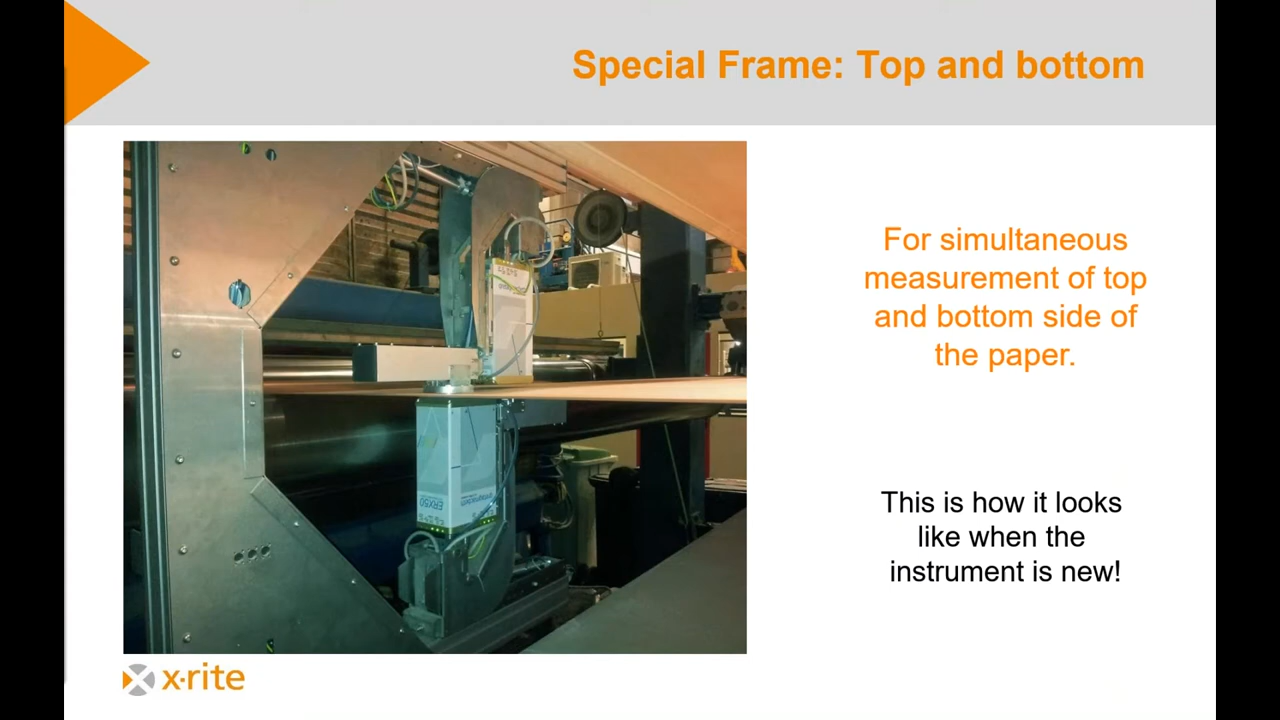 Special Frame: Top and bottom
For simultaneous
measurement of top
and bottom side of
the paper.
ERX50
This is how it looks
like when the
instrument is new!
x·rite